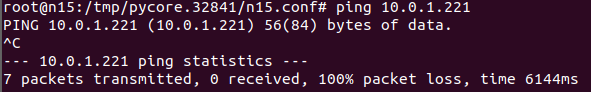 root@n15:/tmp/pycore.32841/n15.conf# ping 10.0.1.221
PING 10.0.1.221 (10.0.1.221) 56(84) bytes of data.
^C
--- 10.0.1.221 ping statistics ---
7 packets transmitted, 0 received, 100% packet loss, time 6144ms